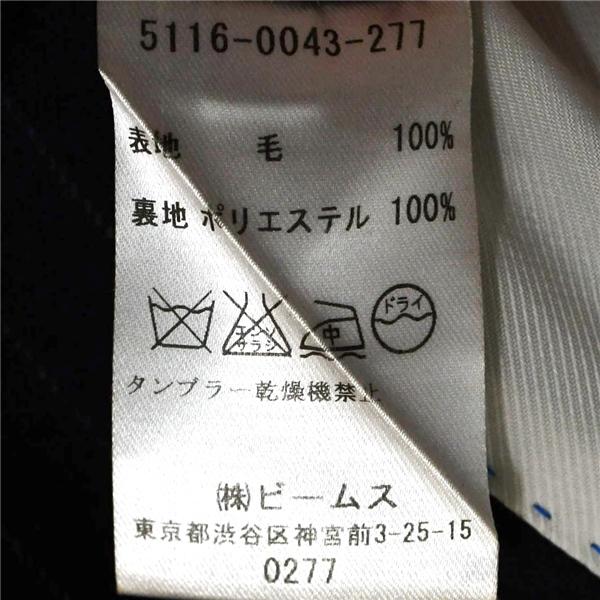 5116-0043-277
表地 毛 100%
裏地 ポリエステル 100%
エンソ サラシ 中 ドライ
タンブラー乾燥機禁止
㈱ビームス
東京都渋谷区神宮前3-25-15
0277